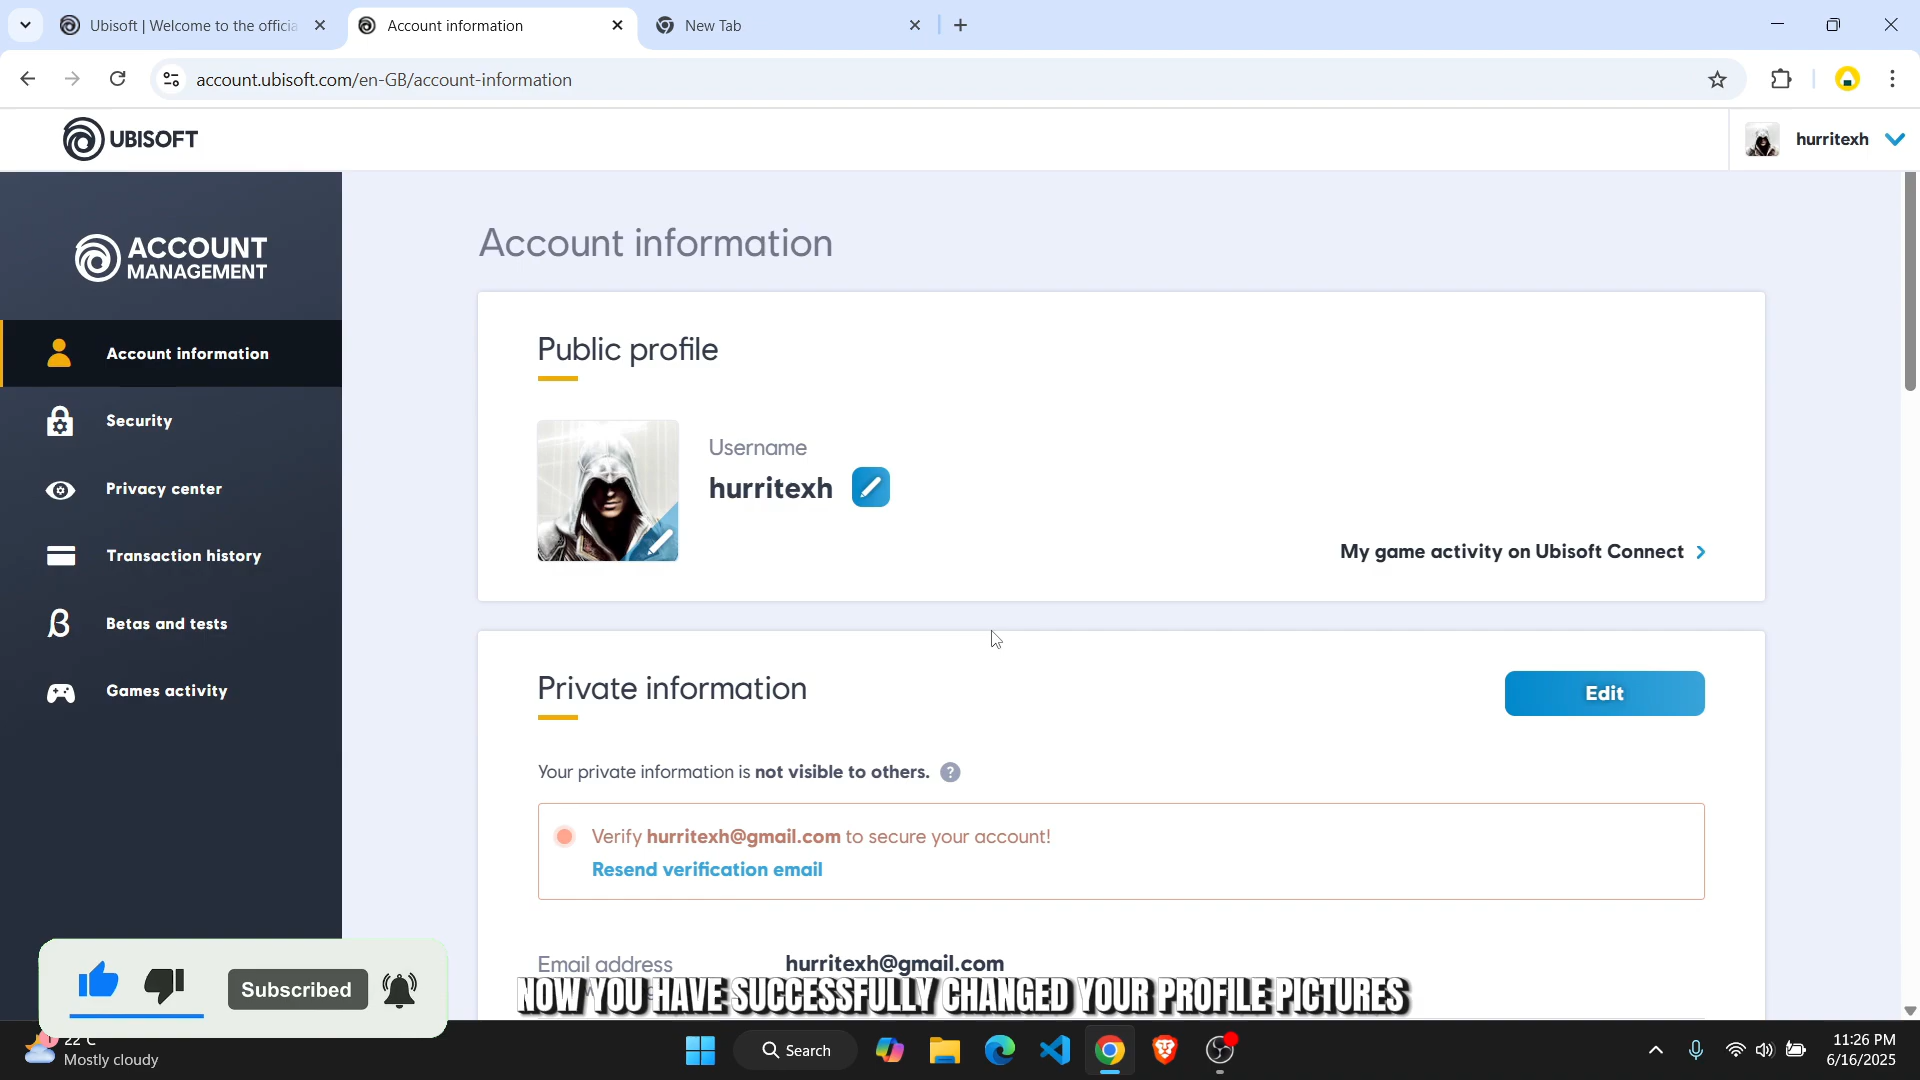 Ubisoft | Welcome to the officia
Account information
New Tab
account.ubisoft.com/en-GB/account-information
UBISOFT
hurritexh
ACCOUNT
MANAGEMENT
Account information
Security
Privacy center
Transaction history
Betas and tests
Games activity
Account information
Public profile
Username
hurritexh
My game activity on Ubisoft Connect
Private information
Edit
Your private information is not visible to others. ?
Verify hurritexh@gmail.com to secure your account!
Resend verification email
Email address hurritexh@gmail.com
NOW YOU HAVE SUCCESSFULLY CHANGED YOUR PROFILE PICTURES
Subscribed
22°C
Mostly cloudy
Search
11:26 PM
6/16/2025